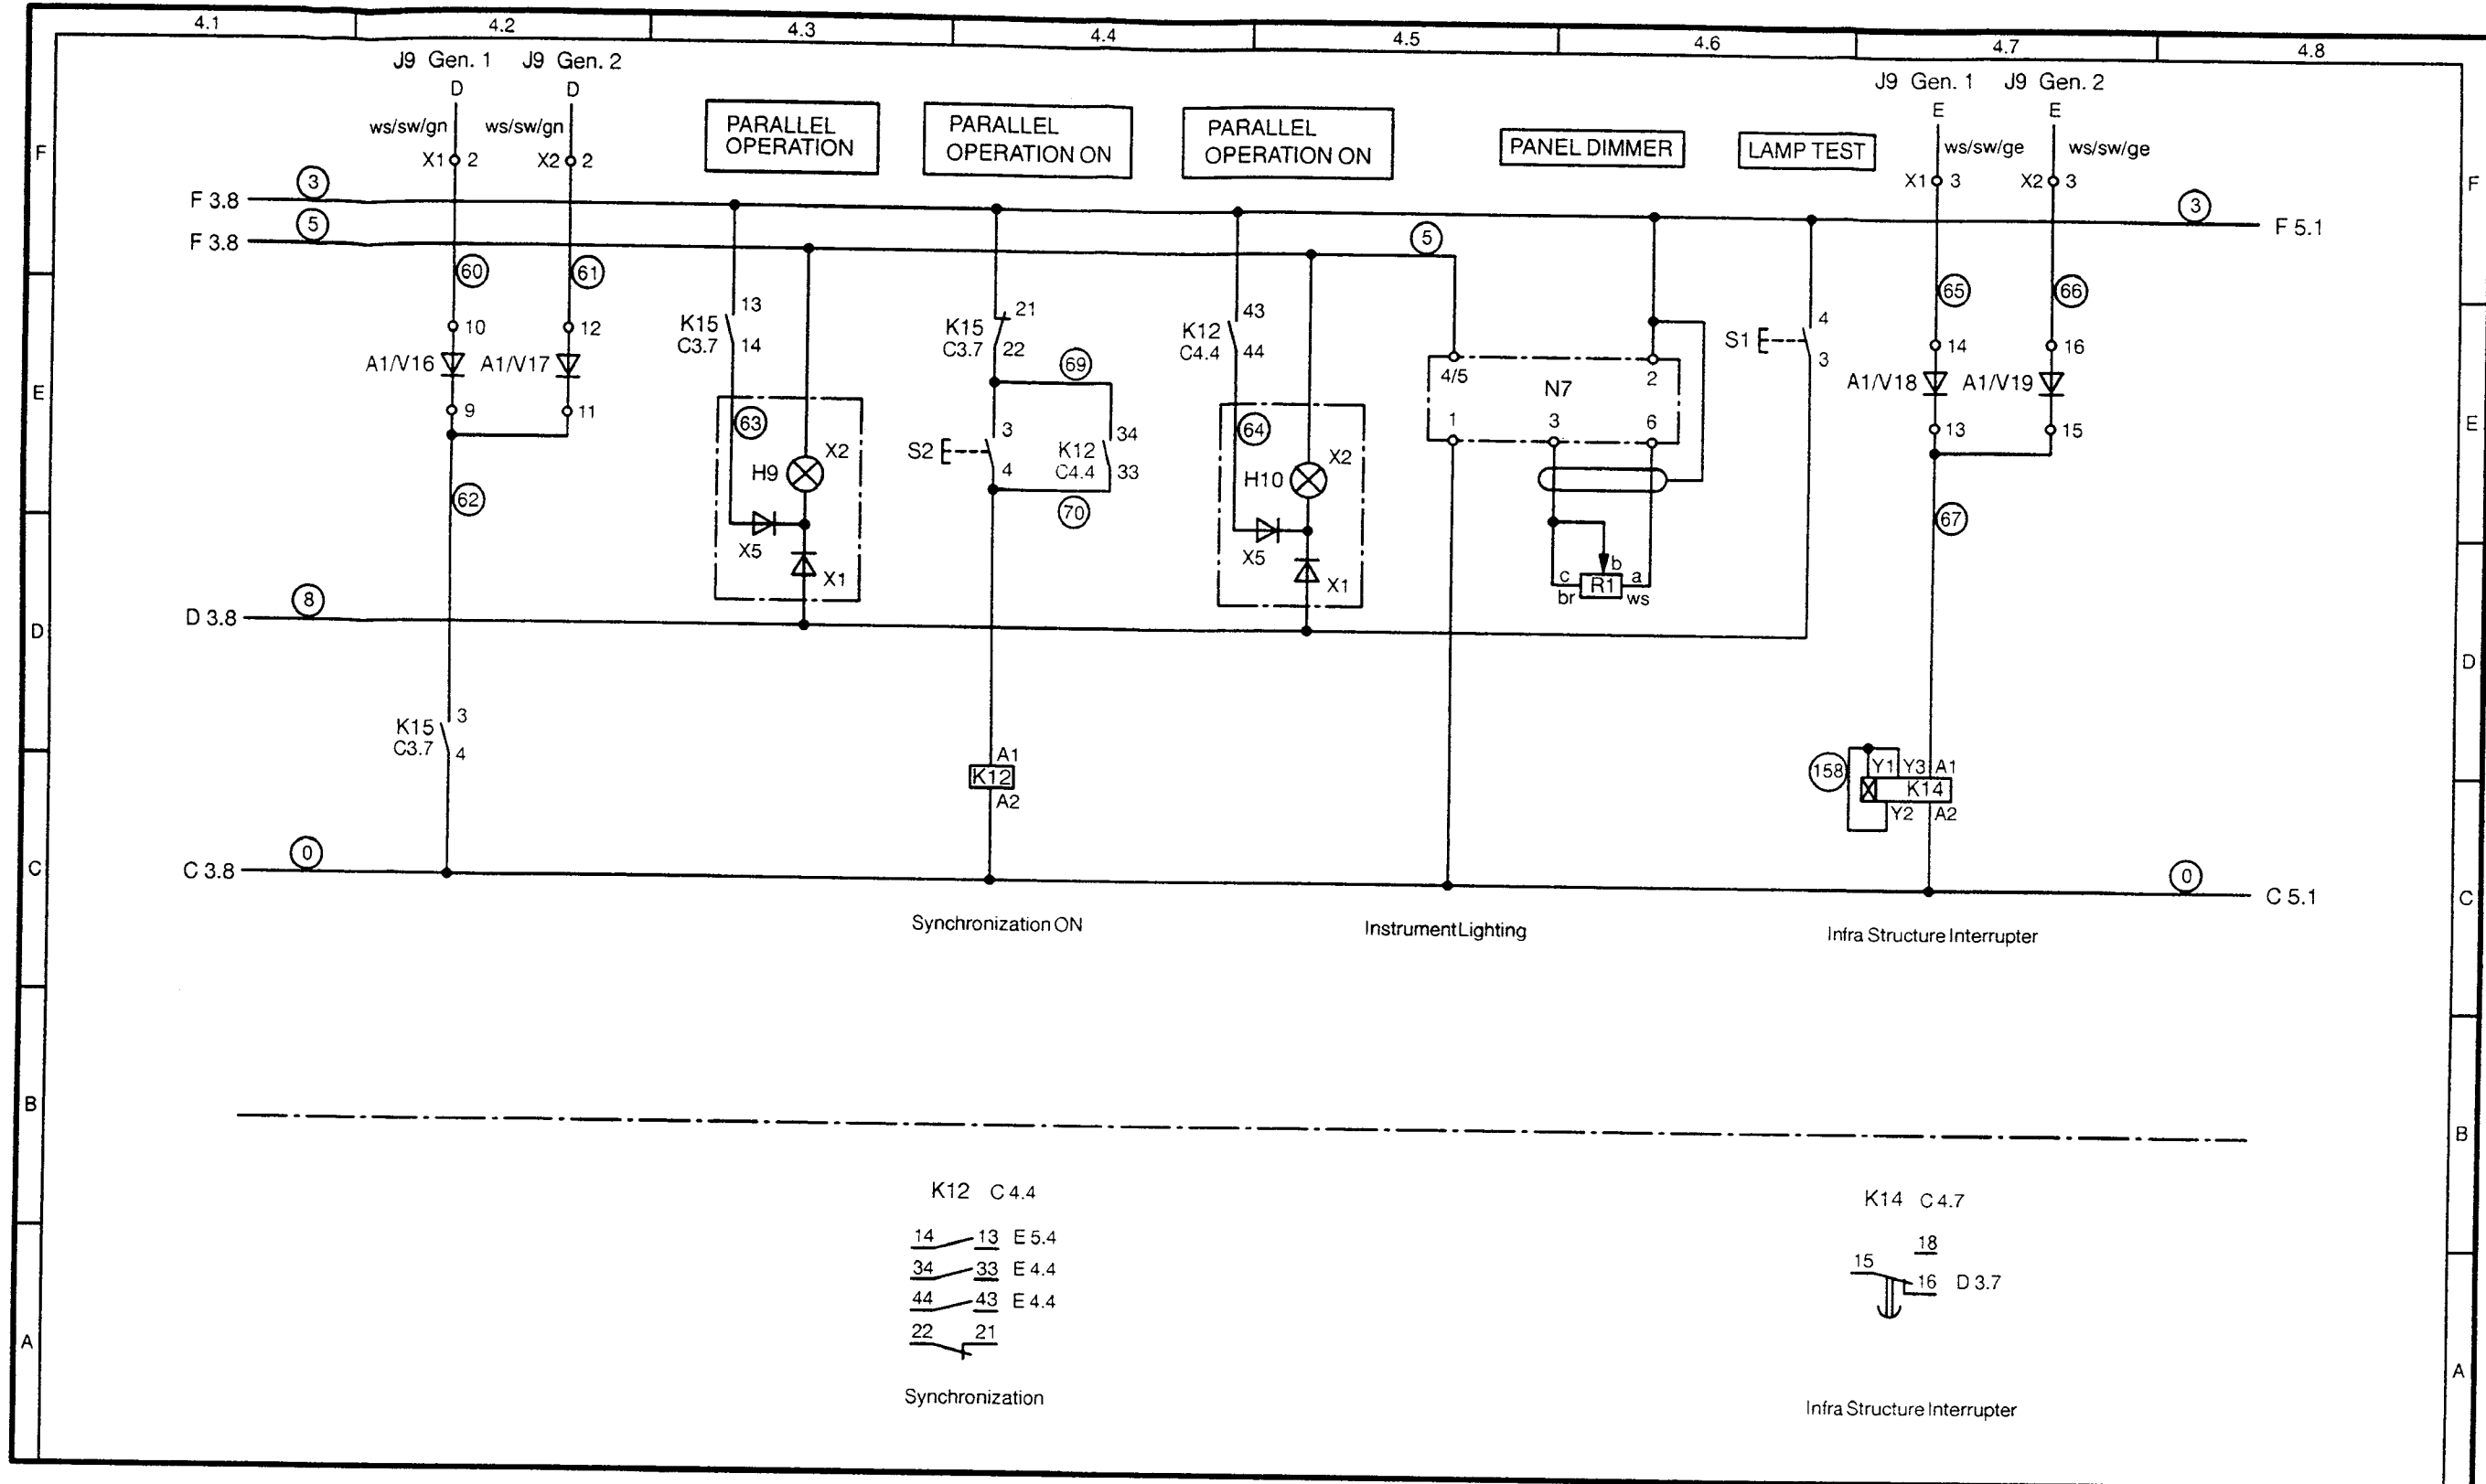 4.1 4.2 4.3 4.4 4.5 4.6 4.7 4.8
J9 Gen. 1 J9 Gen. 2
D D
ws/sw/gn ws/sw/gn
X1 2 X2 2
PARALLEL
OPERATION
PARALLEL
OPERATION ON
PARALLEL
OPERATION ON
PANEL DIMMER
LAMP TEST
J9 Gen. 1 J9 Gen. 2
E E
ws/sw/ge ws/sw/ge
X1 3 X2 3
F F
F 3.8 3 3 F 5.1
F 3.8 5 5
60 61
10 12
A1/V16 A1/V17
9 11
62
K15 3
C3.7 4
13
K15
C3.7 14
63
X2
H9
X5
X1
21
K15
C3.7 22
69
3
S2
4
34
K12
C4.4 33
70
43
K12
C4.4 44
64
X2
H10
X5
X1
4/5 2
N7
1 3 6
b
c R1 a
br ws
4
S1
3
65 66
14 16
A1/V18 A1/V19
13 15
67
E E
D 3.8 8
D D
A1
K12
A2
158 Y1 Y3 A1
K14
Y2 A2
C 3.8 0 0 C 5.1
C C
Synchronization ON
Instrument Lighting
Infra Structure Interrupter
B B
K12 C 4.4
14 13 E 5.4
34 33 E 4.4
44 43 E 4.4
22 21
Synchronization
K14 C 4.7
18
15
16 D 3.7
Infra Structure Interrupter
A A